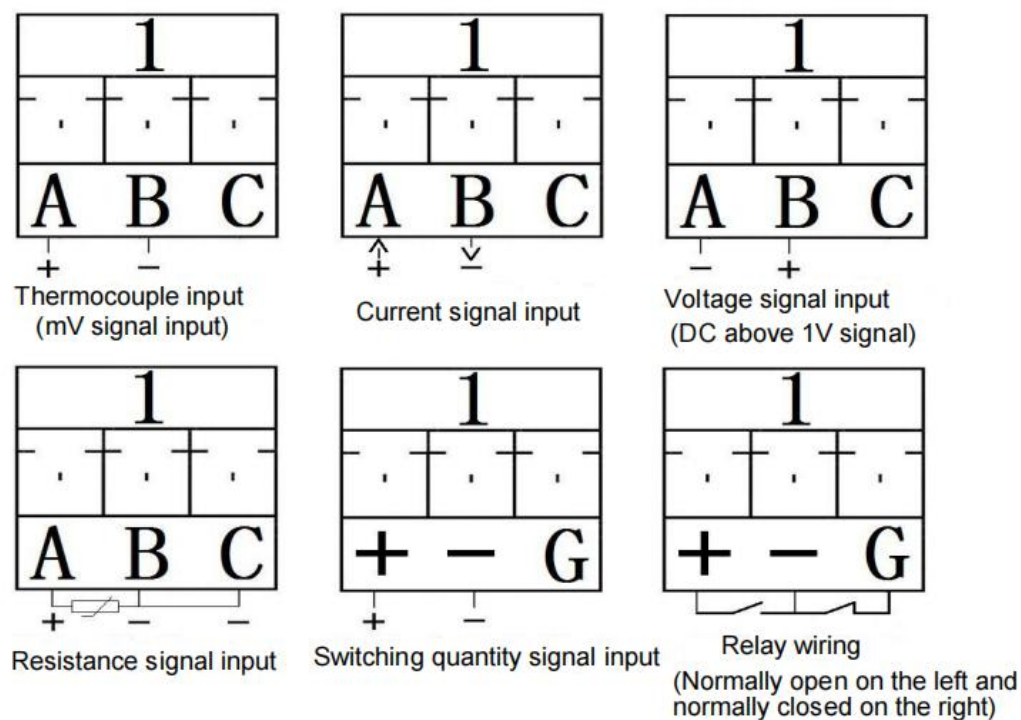 1
1
1
A B C
A B C
A B C
+ −
+ −
− +
Thermocouple input
(mV signal input)
Current signal input
Voltage signal input
(DC above 1V signal)
1
1
1
A B C
+ − G
+ − G
+ − −
+ −
Resistance signal input
Switching quantity signal input
Relay wiring
(Normally open on the left and
normally closed on the right)